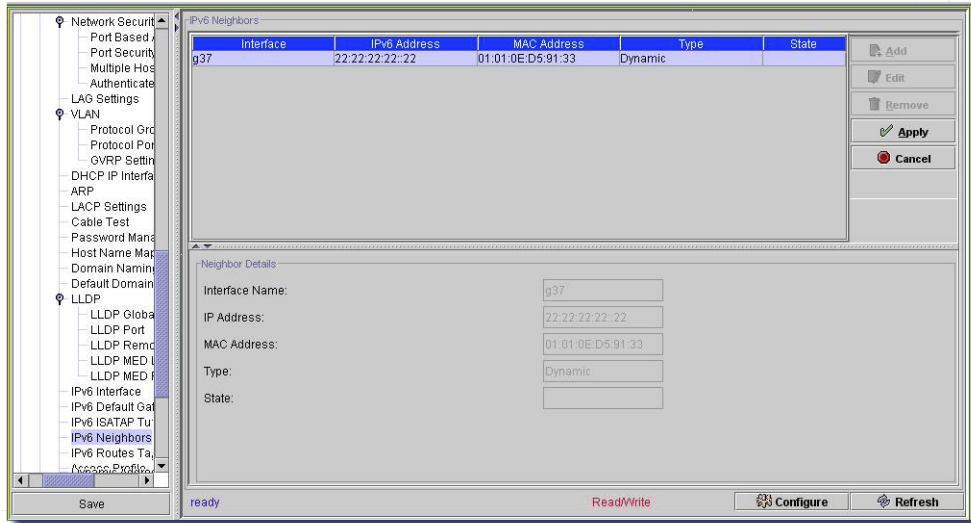 Network Securit
Port Based
Port Security
Multiple Hos
Authenticate
LAG Settings
VLAN
Protocol Gro
Protocol Por
GVRP Settin
DHCP IP Interfa
ARP
LACP Settings
Cable Test
Password Mana
Host Name Map
Domain Naming
Default Domain
LLDP
LLDP Globa
LLDP Port
LLDP Remo
LLDP MED
LLDP MED
IPv6 Interface
IPv6 Default Gat
IPv6 ISATAP
IPv6 Neighbors
IPv6 Routes Ta
Save
IPv6 Neighbors
Interface IPv6 Address MAC Address Type State
g37 22:22:22:22::22 01:01:0E:D5:91:33 Dynamic
Add
Edit
Remove
Apply
Cancel
Neighbor Details
Interface Name: g37
IP Address: 22:22:22:22::22
MAC Address: 01:01:0E:D5:91:33
Type: Dynamic
State:
ready Read/Write Configure Refresh